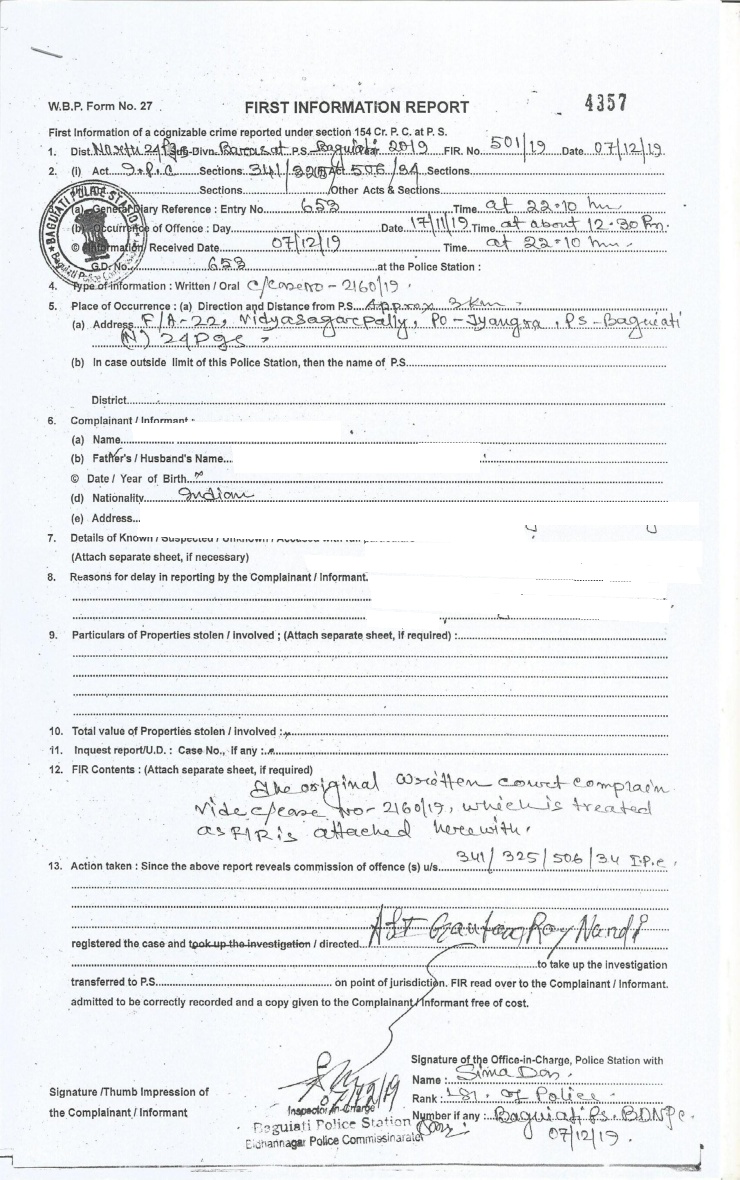 4357
W.B.P. Form No. 27 FIRST INFORMATION REPORT
First Information of a cognizable crime reported under section 154 Cr. P. C. at P. S.
1. Dist. North 24 Pgs Sub-Divn. Barasat P.S. Baguiati 2019 FIR. No. 501/19 Date 07/12/19
2. (I) Act I.P.C Sections 341/325/506/34 Sections
Sections /Other Acts & Sections
(a) General Diary Reference : Entry No. 653 Time at 22.10 hrs
(b) Occurrence of Offence : Day Date 17/11/19 Time at about 12.30 Pm.
© Information / Received Date 07/12/19 Time at 22.10 hrs
G.D. No. 653 at the Police Station :
BAGUIATI POLICE STATION
4. Type of Information : Written / Oral C/Case NO - 2160/19.
5. Place of Occurrence : (a) Direction and Distance from P.S. Approx 3 km
(a) Address F/A-22, Vidyasagarpally, PO - Jyangra, PS - Baguiati
(N) 24 Pgs
(b) In case outside limit of this Police Station, then the name of P.S.
District
6. Complainant / Informant
(a) Name
(b) Father's / Husband's Name
© Date / Year of Birth
(d) Nationality Indian
(e) Address
7. Details of Known / Suspected / Unknown / Accused with full
(Attach separate sheet, if necessary)
8. Reasons for delay in reporting by the Complainant / Informant.
9. Particulars of Properties stolen / involved ; (Attach separate sheet, if required) :
10. Total value of Properties stolen / involved :
11. Inquest report/U.D. : Case No., if any :
12. FIR Contents : (Attach separate sheet, if required)
The original written court complain
vide c/case no- 2160/19, which is treated
as FIR is attached herewith.
13. Action taken : Since the above report reveals commission of offence (s) u/s 341/325/506/34 I.P.C.
registered the case and took up the investigation / directed ASI Goutam Roy Nandi
to take up the investigation
transferred to P.S. on point of jurisdiction. FIR read over to the Complainant / Informant.
admitted to be correctly recorded and a copy given to the Complainant / Informant free of cost.
Signature of the Office-in-Charge, Police Station with
Name : Sima Das.
Rank : of Police
Number if any : Baguiati Ps. BDNPC.
07/12/19.
Signature /Thumb Impression of
the Complainant / Informant
07/12/19
Inspector-in-Charge
Baguiati Police Station
Bidhannagar Police Commissionerate